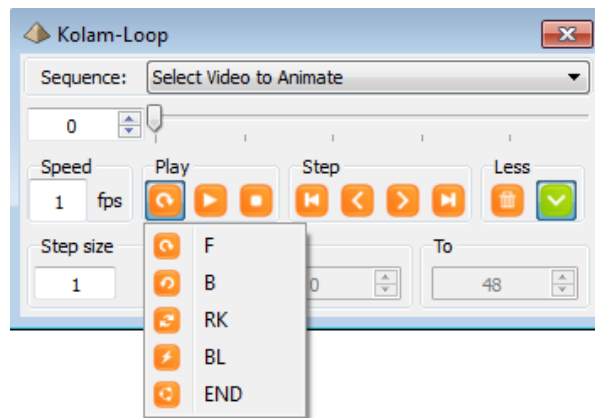 Kolam-Loop
Sequence: Select Video to Animate
0
Speed Play Step Less
1 fps
Step size To
1 0 48
F
B
RK
BL
END